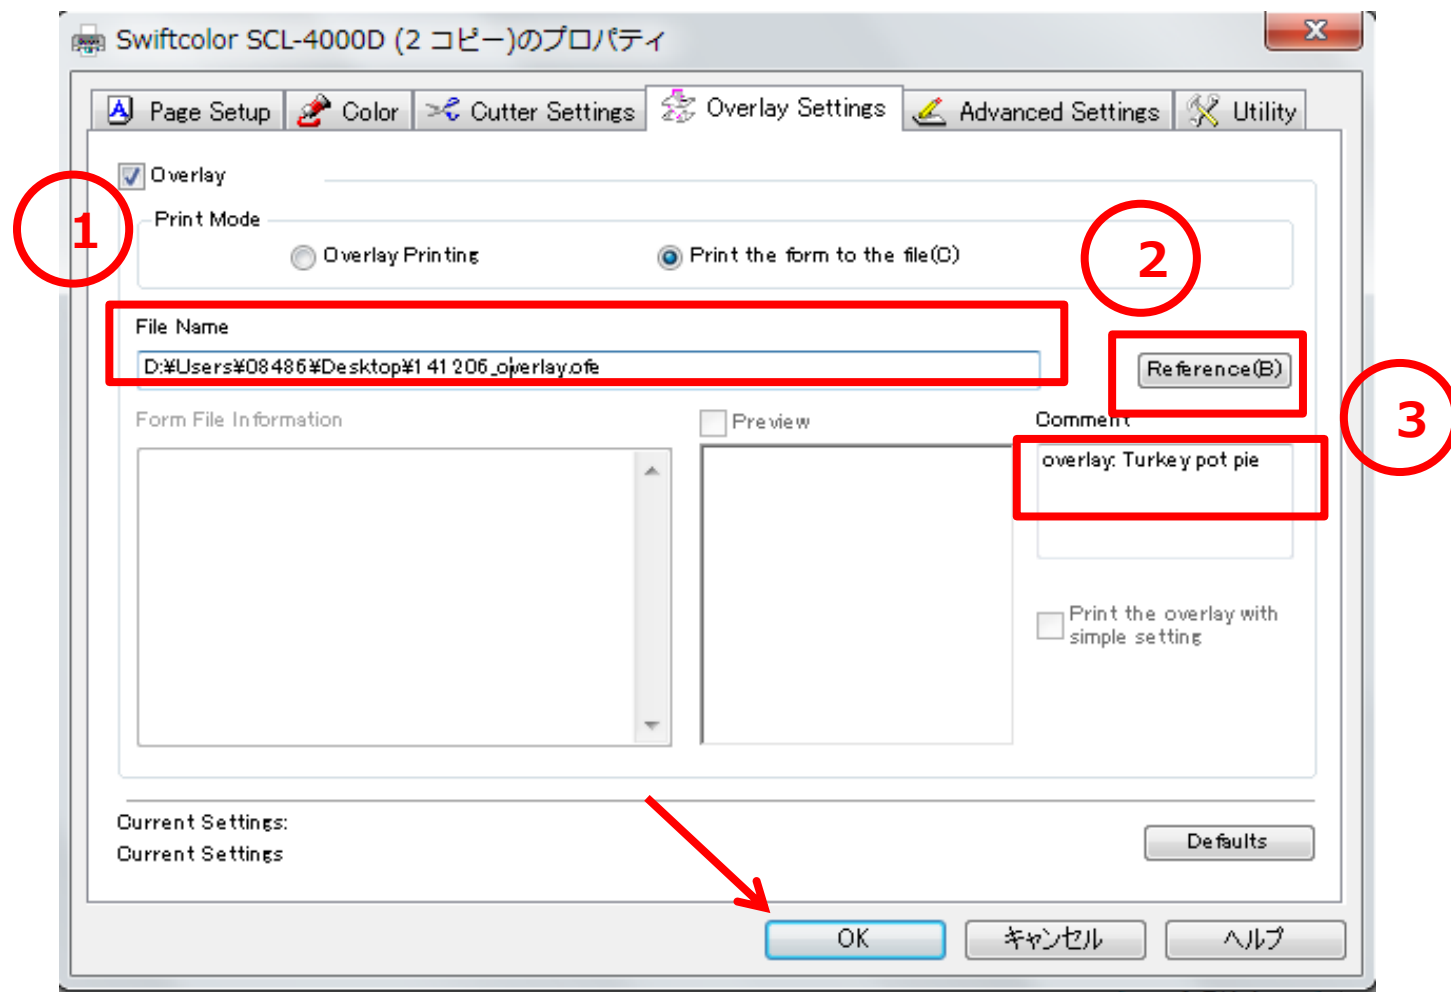 Swiftcolor SCL-4000D (2 コピー)のプロパティ
Page Setup
Color
Cutter Settings
Overlay Settings
Advanced Settings
Utility
Overlay
1
Print Mode
Overlay Printing
Print the form to the file(C)
2
File Name
D:¥Users¥08486¥Desktop¥141206_overlay.ofe
Reference(B)
3
Form File Information
Preview
Comment
overlay: Turkey pot pie
Print the overlay with
simple setting
Current Settings:
Current Settings
Defaults
OK
キャンセル
ヘルプ